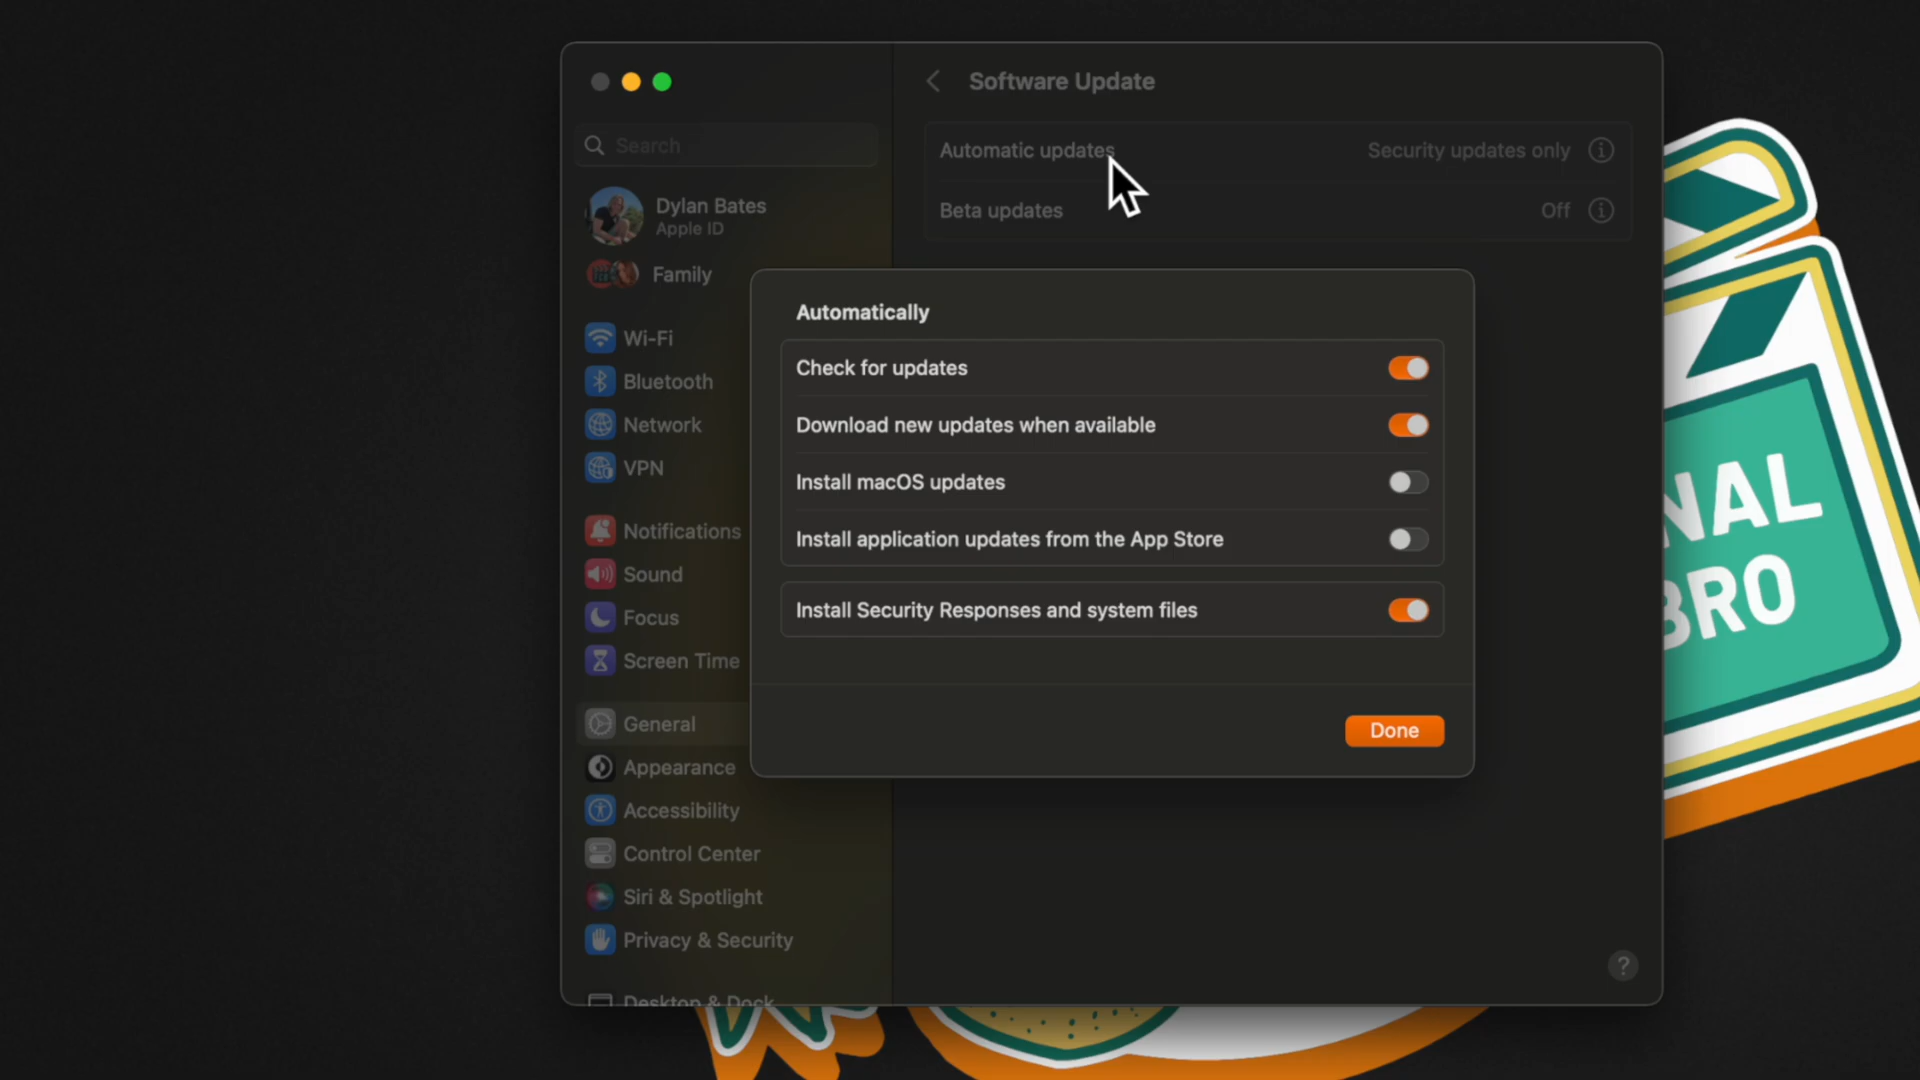 Software Update
Search
Automatic updates
Security updates only
Beta updates
Off
Dylan Bates
Apple ID
Family
Wi-Fi
Bluetooth
Network
VPN
Notifications
Sound
Focus
Screen Time
General
Appearance
Accessibility
Control Center
Siri & Spotlight
Privacy & Security
Desktop & Dock
Automatically
Check for updates
Download new updates when available
Install macOS updates
Install application updates from the App Store
Install Security Responses and system files
Done
?
NAL
BRO